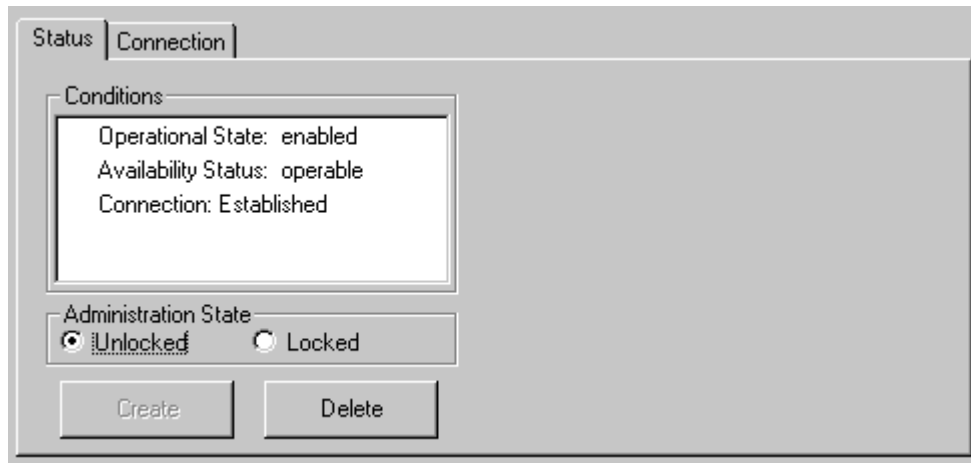 Status Connection
Conditions
Operational State: enabled
Availability Status: operable
Connection: Established
Administration State
Unlocked Locked
Create Delete